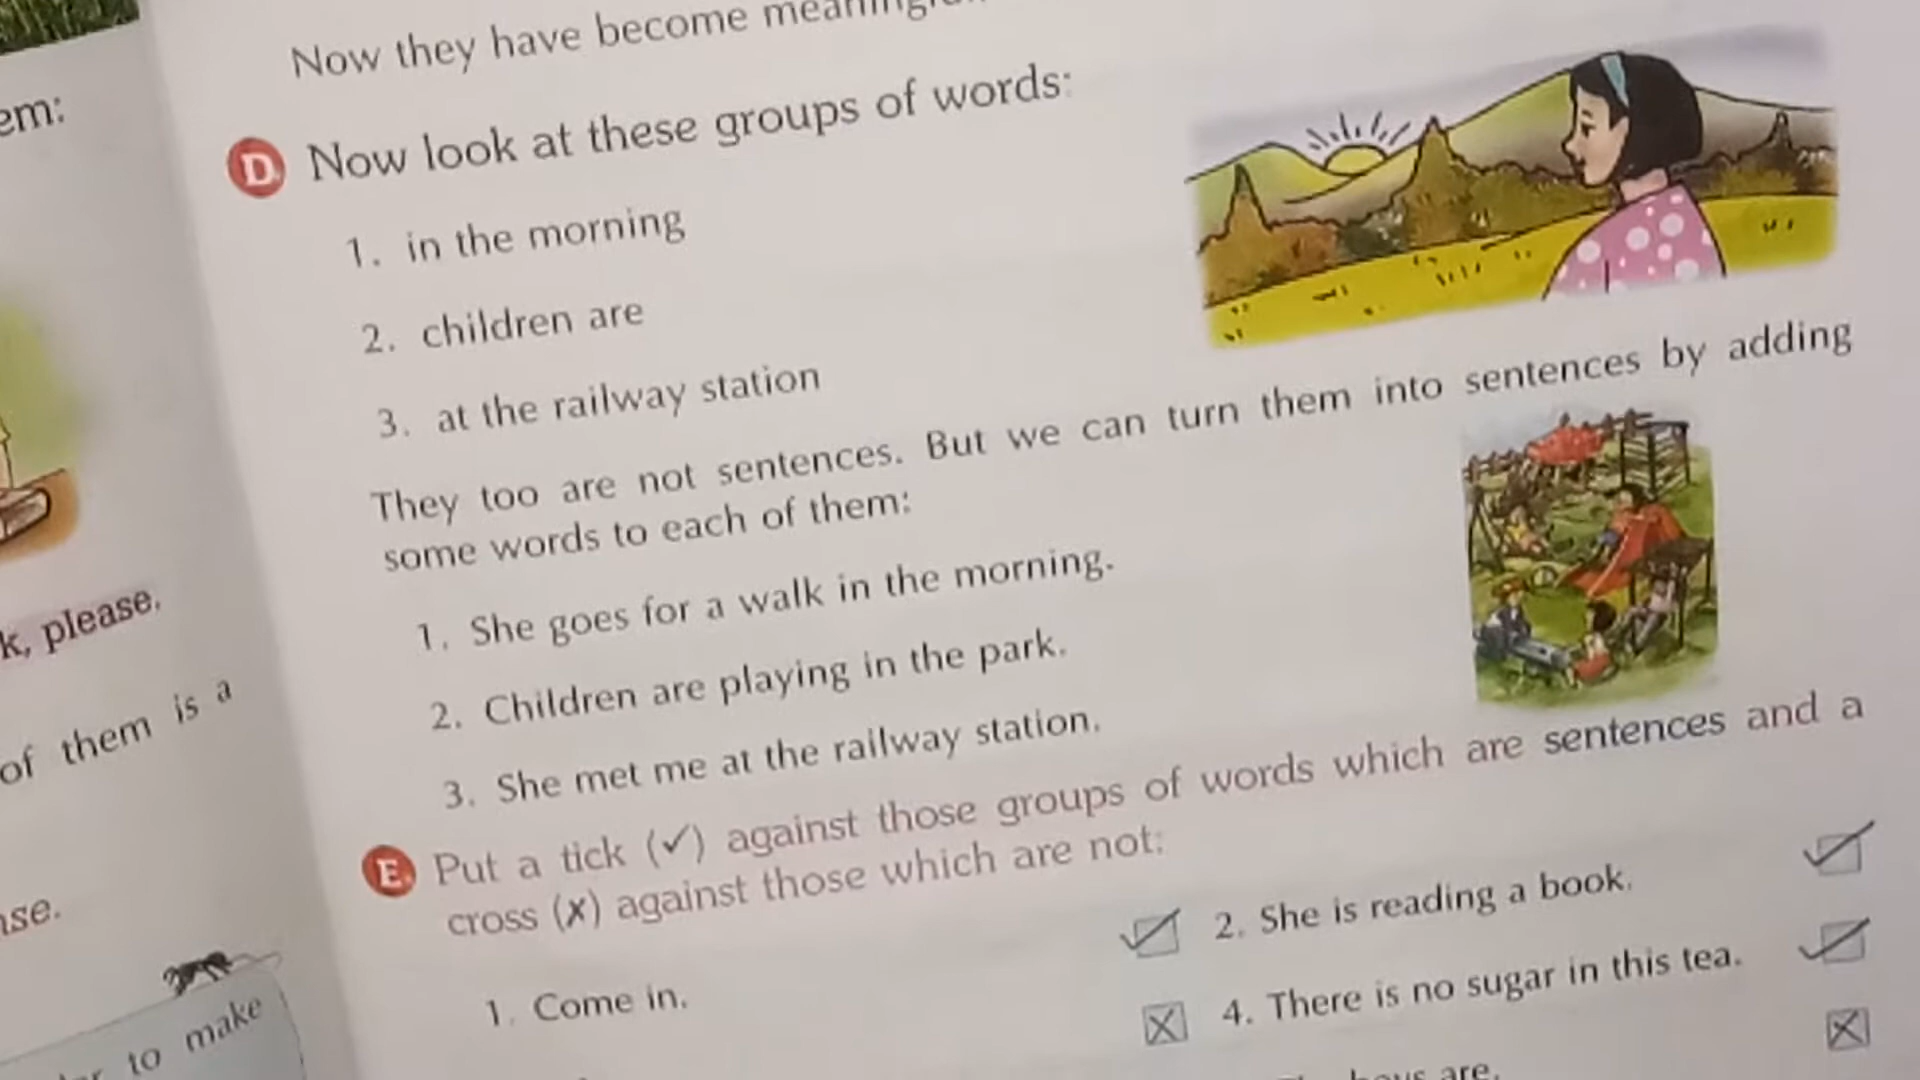 Now they have become
em:
D. Now look at these groups of words:
1. in the morning
2. children are
3. at the railway station
They too are not sentences. But we can turn them into sentences by adding
some words to each of them:
1. She goes for a walk in the morning.
2. Children are playing in the park.
3. She met me at the railway station.
E. Put a tick (✓) against those groups of words which are sentences and a
cross (✗) against those which are not:
1. Come in.
2. She is reading a book.
4. There is no sugar in this tea.
are.
k, please.
of them is a
se.
to make